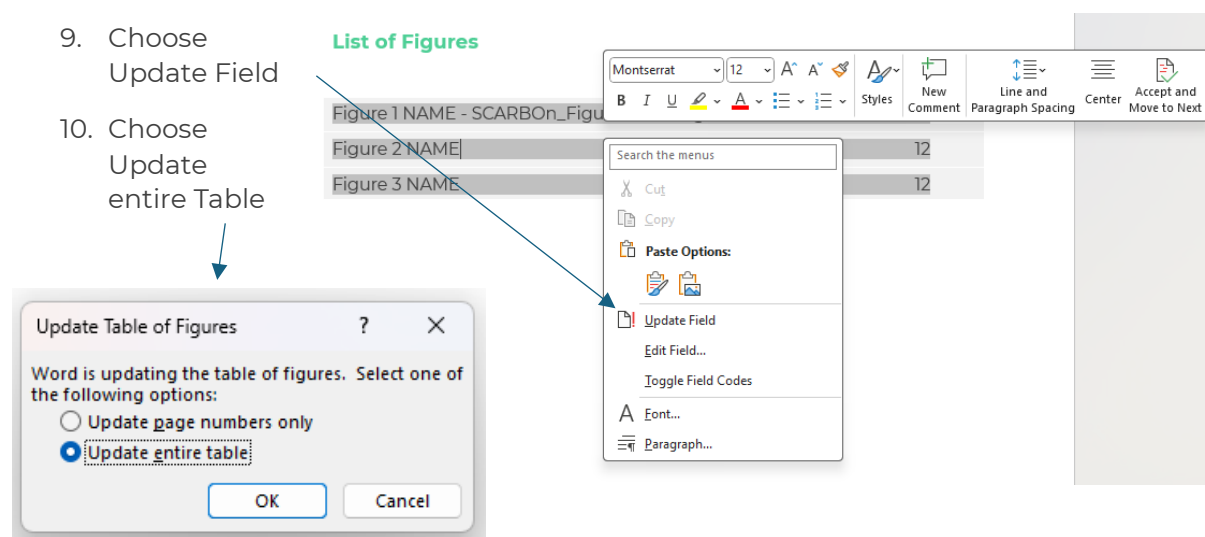 9. Choose
Update Field
10. Choose
Update
entire Table
List of Figures
Figure 1 NAME - SCARBOn_Figu
Figure 2 NAME 12
Figure 3 NAME 12
Montserrat 12 A A Styles New Comment Line and Paragraph Spacing Center Accept and Move to Next
B I U A
Search the menus
Cut
Copy
Paste Options:
Update Field
Edit Field...
Toggle Field Codes
A Font...
Paragraph...
Update Table of Figures ? X
Word is updating the table of figures. Select one of
the following options:
Update page numbers only
Update entire table
OK Cancel